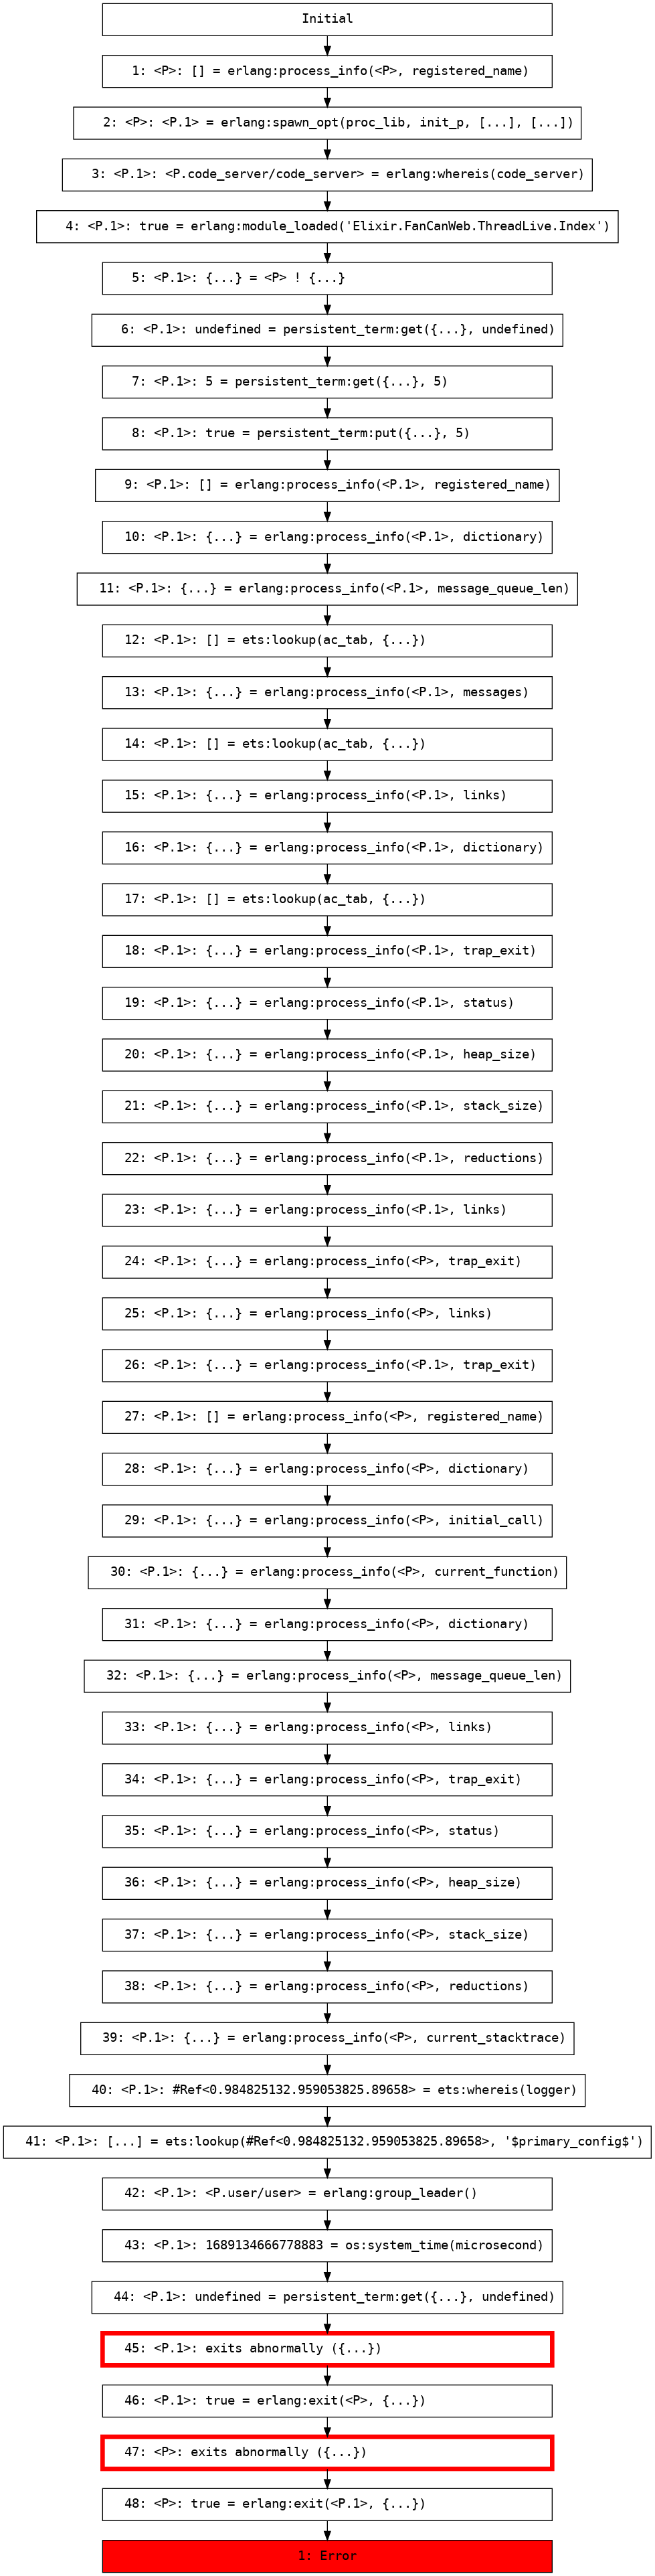 Initial
1: <P>: [] = erlang:process_info(<P>, registered_name)
2: <P>: <P.1> = erlang:spawn_opt(proc_lib, init_p, [...], [...])
3: <P.1>: <P.code_server/code_server> = erlang:whereis(code_server)
4: <P.1>: true = erlang:module_loaded('Elixir.FanCanWeb.ThreadLive.Index')
5: <P.1>: {...} = <P> ! {...}
6: <P.1>: undefined = persistent_term:get({...}, undefined)
7: <P.1>: 5 = persistent_term:get({...}, 5)
8: <P.1>: true = persistent_term:put({...}, 5)
9: <P.1>: [] = erlang:process_info(<P.1>, registered_name)
10: <P.1>: {...} = erlang:process_info(<P.1>, dictionary)
11: <P.1>: {...} = erlang:process_info(<P.1>, message_queue_len)
12: <P.1>: [] = ets:lookup(ac_tab, {...})
13: <P.1>: {...} = erlang:process_info(<P.1>, messages)
14: <P.1>: [] = ets:lookup(ac_tab, {...})
15: <P.1>: {...} = erlang:process_info(<P.1>, links)
16: <P.1>: {...} = erlang:process_info(<P.1>, dictionary)
17: <P.1>: [] = ets:lookup(ac_tab, {...})
18: <P.1>: {...} = erlang:process_info(<P.1>, trap_exit)
19: <P.1>: {...} = erlang:process_info(<P.1>, status)
20: <P.1>: {...} = erlang:process_info(<P.1>, heap_size)
21: <P.1>: {...} = erlang:process_info(<P.1>, stack_size)
22: <P.1>: {...} = erlang:process_info(<P.1>, reductions)
23: <P.1>: {...} = erlang:process_info(<P.1>, links)
24: <P.1>: {...} = erlang:process_info(<P>, trap_exit)
25: <P.1>: {...} = erlang:process_info(<P>, links)
26: <P.1>: {...} = erlang:process_info(<P.1>, trap_exit)
27: <P.1>: [] = erlang:process_info(<P>, registered_name)
28: <P.1>: {...} = erlang:process_info(<P>, dictionary)
29: <P.1>: {...} = erlang:process_info(<P>, initial_call)
30: <P.1>: {...} = erlang:process_info(<P>, current_function)
31: <P.1>: {...} = erlang:process_info(<P>, dictionary)
32: <P.1>: {...} = erlang:process_info(<P>, message_queue_len)
33: <P.1>: {...} = erlang:process_info(<P>, links)
34: <P.1>: {...} = erlang:process_info(<P>, trap_exit)
35: <P.1>: {...} = erlang:process_info(<P>, status)
36: <P.1>: {...} = erlang:process_info(<P>, heap_size)
37: <P.1>: {...} = erlang:process_info(<P>, stack_size)
38: <P.1>: {...} = erlang:process_info(<P>, reductions)
39: <P.1>: {...} = erlang:process_info(<P>, current_stacktrace)
40: <P.1>: #Ref<0.984825132.959053825.89658> = ets:whereis(logger)
41: <P.1>: [...] = ets:lookup(#Ref<0.984825132.959053825.89658>, '$primary_config$')
42: <P.1>: <P.user/user> = erlang:group_leader()
43: <P.1>: 1689134666778883 = os:system_time(microsecond)
44: <P.1>: undefined = persistent_term:get({...}, undefined)
45: <P.1>: exits abnormally ({...})
46: <P.1>: true = erlang:exit(<P>, {...})
47: <P>: exits abnormally ({...})
48: <P>: true = erlang:exit(<P.1>, {...})
1: Error